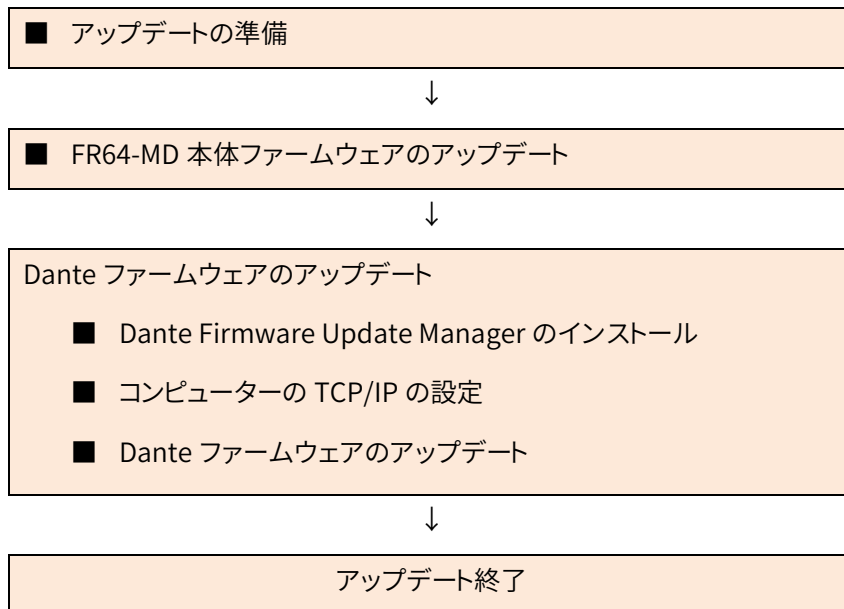 ■ アップデートの準備
↓
■ FR64-MD 本体ファームウェアのアップデート
↓
Dante ファームウェアのアップデート
■ Dante Firmware Update Manager のインストール
■ コンピューターの TCP/IP の設定
■ Dante ファームウェアのアップデート
↓
アップデート終了